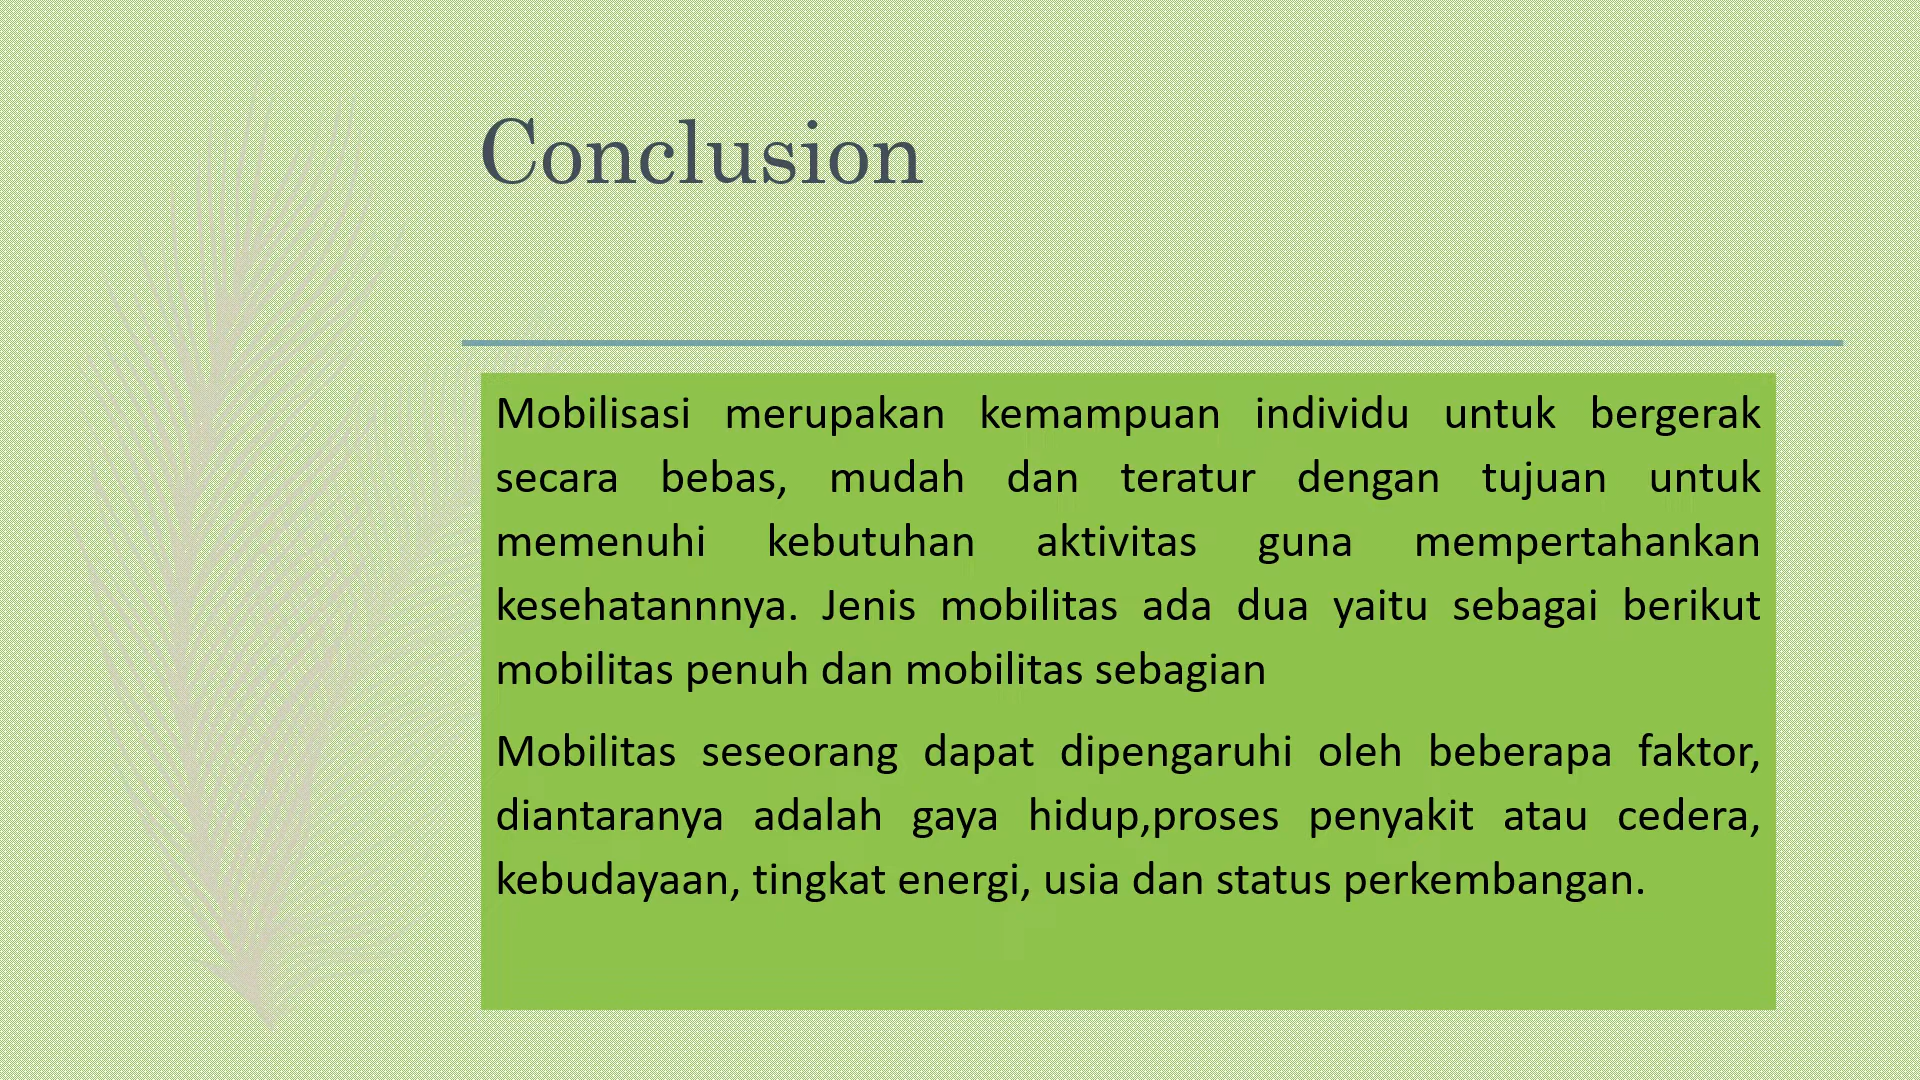 Conclusion
Mobilisasi merupakan kemampuan individu untuk bergerak
secara bebas, mudah dan teratur dengan tujuan untuk
memenuhi kebutuhan aktivitas guna mempertahankan
kesehatannnya. Jenis mobilitas ada dua yaitu sebagai berikut
mobilitas penuh dan mobilitas sebagian
Mobilitas seseorang dapat dipengaruhi oleh beberapa faktor,
diantaranya adalah gaya hidup,proses penyakit atau cedera,
kebudayaan, tingkat energi, usia dan status perkembangan.